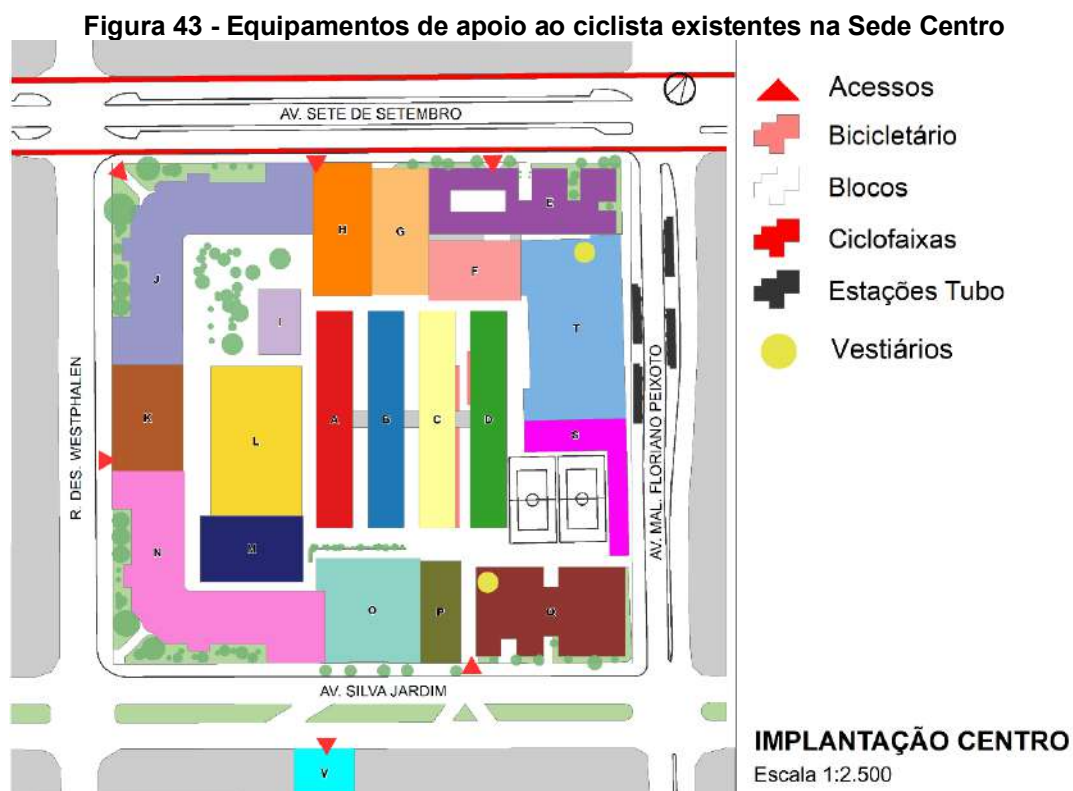 Figura 43 - Equipamentos de apoio ao ciclista existentes na Sede Centro
AV. SETE DE SETEMBRO
Acessos
Bicicletário
Blocos
Ciclofaixas
Estações Tubo
Vestiários
H
G
E
F
J
I
T
K
L
A
B
C
D
S
R. DES. WESTPHALEN
AV. MAL. FLORIANO PEIXOTO
N
M
O
P
Q
AV. SILVA JARDIM
V
IMPLANTAÇÃO CENTRO
Escala 1:2.500